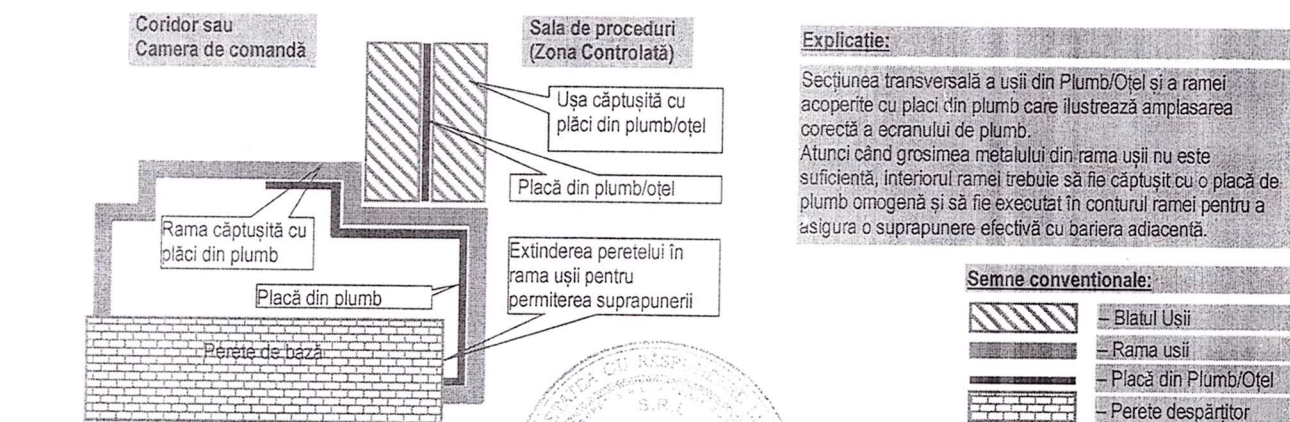 Coridor sau
Camera de comandă
Sala de proceduri
(Zona Controlată)
Ușa căptușită cu
plăci din plumb/oțel
Placă din plumb/oțel
Rama căptușită cu
plăci din plumb
Placă din plumb
Extinderea peretelui în
rama ușii pentru
permiterea suprapunerii
Perete de bază
S.R.L
Explicatie:
Secțiunea transversală a ușii din Plumb/Oțel și a ramei
acoperite cu placi din plumb care ilustrează amplasarea
corectă a ecranului de plumb.
Atunci când grosimea metalului din rama ușii nu este
suficientă, interiorul ramei trebuie să fie căptușit cu o placă de
plumb omogenă și să fie executat în conturul ramei pentru a
asigura o suprapunere efectivă cu bariera adiacentă.
Semne conventionale:
– Blatul Ușii
– Rama usii
– Placă din Plumb/Oțel
– Perete despărțitor